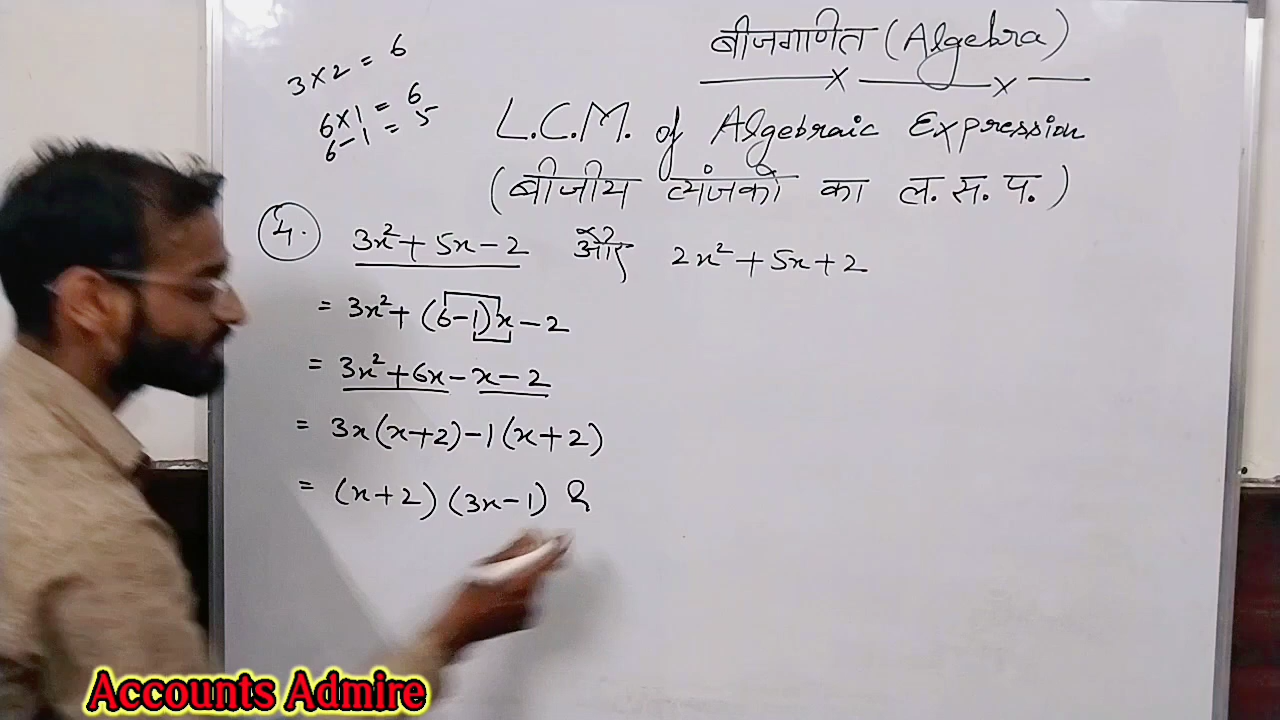 3×2 = 6
6×1 = 6
6-1 = 5
बीजगणित (Algebra)
L.C.M. of Algebraic Expression
(बीजीय व्यंजकों का ल. स. प.)
4. 3x² + 5x - 2 और 2x² + 5x + 2
= 3x² + (6-1)x - 2
= 3x² + 6x - x - 2
= 3x(x+2) - 1(x+2)
= (x+2) (3x-1)
Accounts Admire